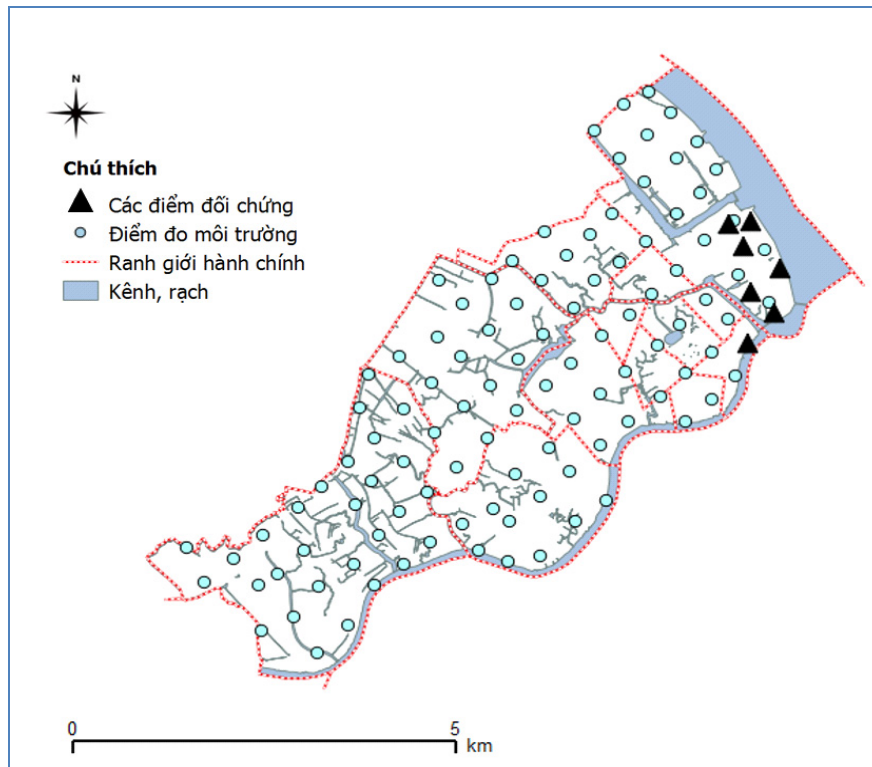 N
Chú thích
Các điểm đối chứng
Điểm đo môi trường
Ranh giới hành chính
Kênh, rạch
0 5
km